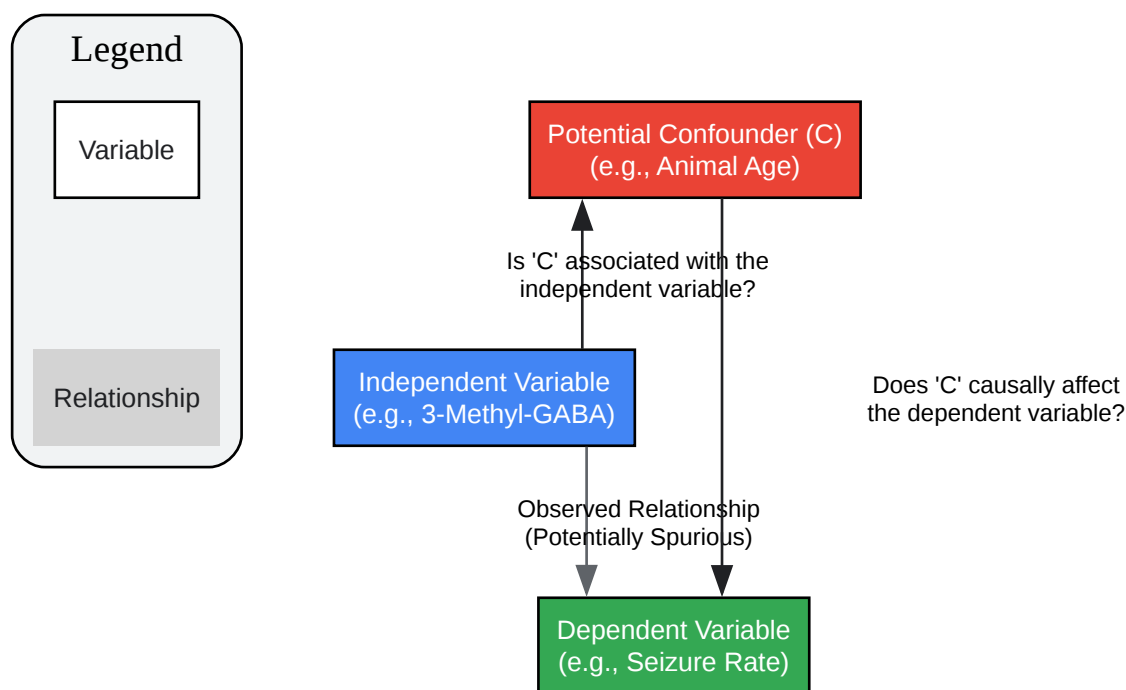 Legend
Variable
Relationship
Potential Confounder (C)
(e.g., Animal Age)
Is 'C' associated with the
independent variable?
Independent Variable
(e.g., 3-Methyl-GABA)
Does 'C' causally affect
the dependent variable?
Observed Relationship
(Potentially Spurious)
Dependent Variable
(e.g., Seizure Rate)